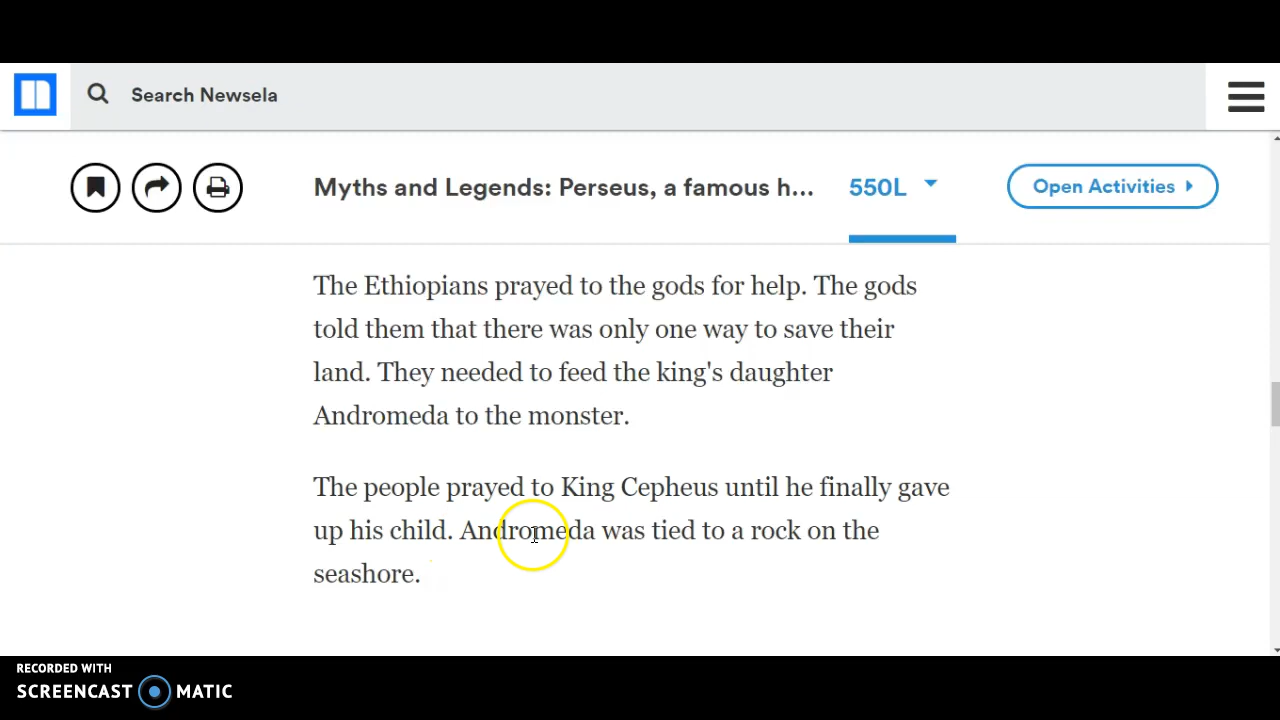 Search Newsela
Myths and Legends: Perseus, a famous h...
550L
Open Activities
The Ethiopians prayed to the gods for help. The gods
told them that there was only one way to save their
land. They needed to feed the king's daughter
Andromeda to the monster.
The people prayed to King Cepheus until he finally gave
up his child. Andromeda was tied to a rock on the
seashore.
RECORDED WITH
SCREENCAST MATIC